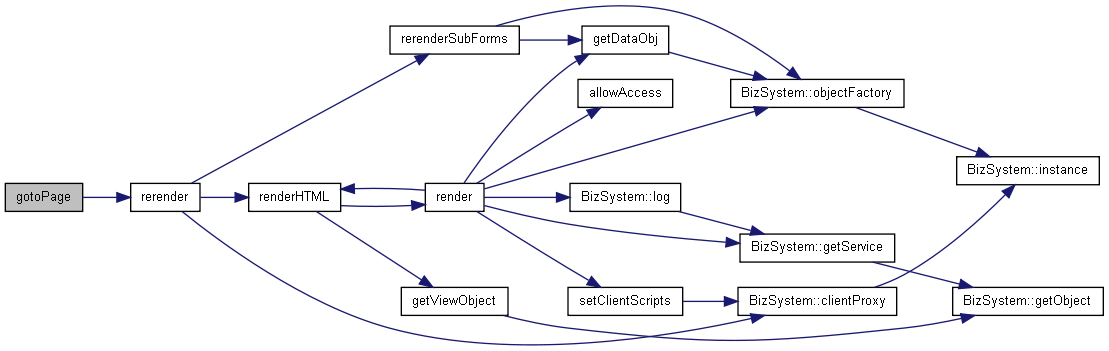 rerenderSubForms
getDataObj
allowAccess
BizSystem::objectFactory
BizSystem::instance
gotoPage
rerender
renderHTML
render
BizSystem::log
BizSystem::getService
getViewObject
setClientScripts
BizSystem::clientProxy
BizSystem::getObject